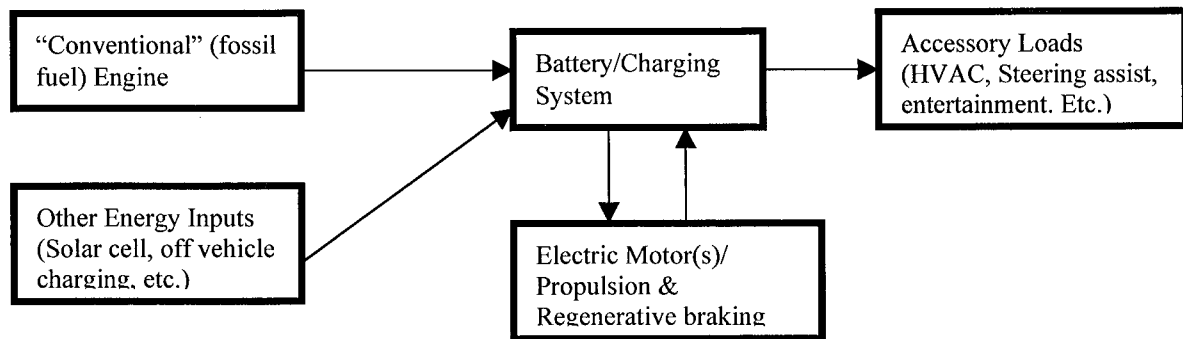 “Conventual” (fossil
fuel) Engine
Battery/Charging
System
Accessory Loads
(HVAC, Steering assist,
entertainment. Etc.)
Other Energy Inputs
(Solar cell, off vehicle
charging, etc.)
Electric Motor(s)/
Propulsion &
Regenerative braking